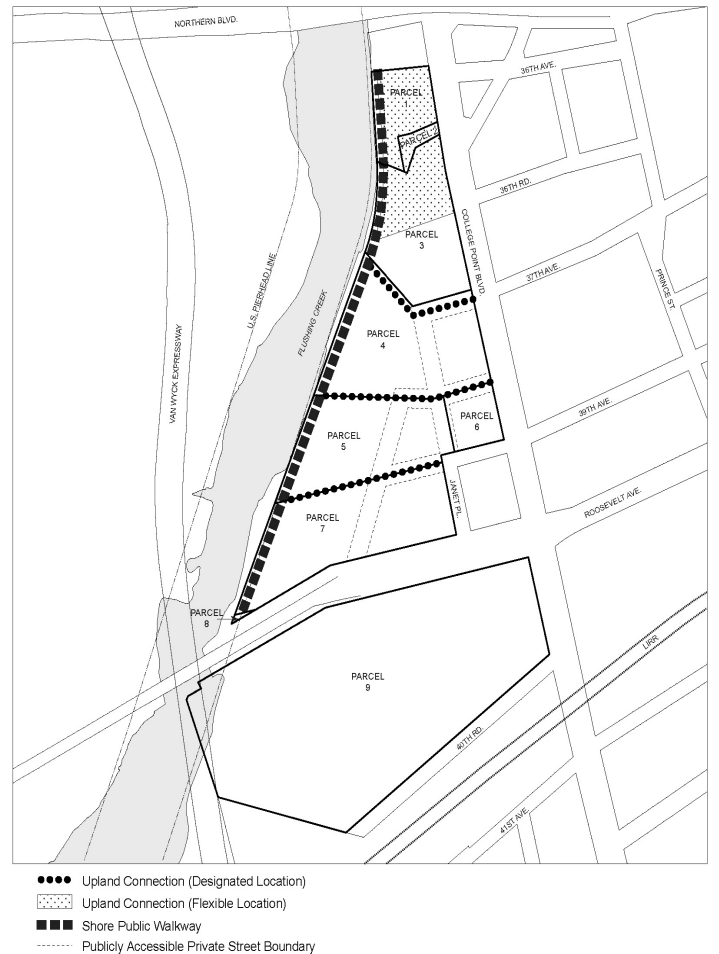 NORTHERN BLVD.
36TH AVE.
PARCEL
1
PARCEL 2
36TH RD.
COLLEGE POINT BLVD.
PARCEL
3
37TH AVE.
PRINCE ST.
U.S. PIERHEAD LINE
FLUSHING CREEK
VAN WYCK EXPRESSWAY
PARCEL
4
39TH AVE.
PARCEL
6
PARCEL
5
JANET PL.
ROOSEVELT AVE.
PARCEL
7
PARCEL
8
LIRR
PARCEL
9
40TH RD.
41ST AVE.
Upland Connection (Designated Location)
Upland Connection (Flexible Location)
Shore Public Walkway
Publicly Accessible Private Street Boundary